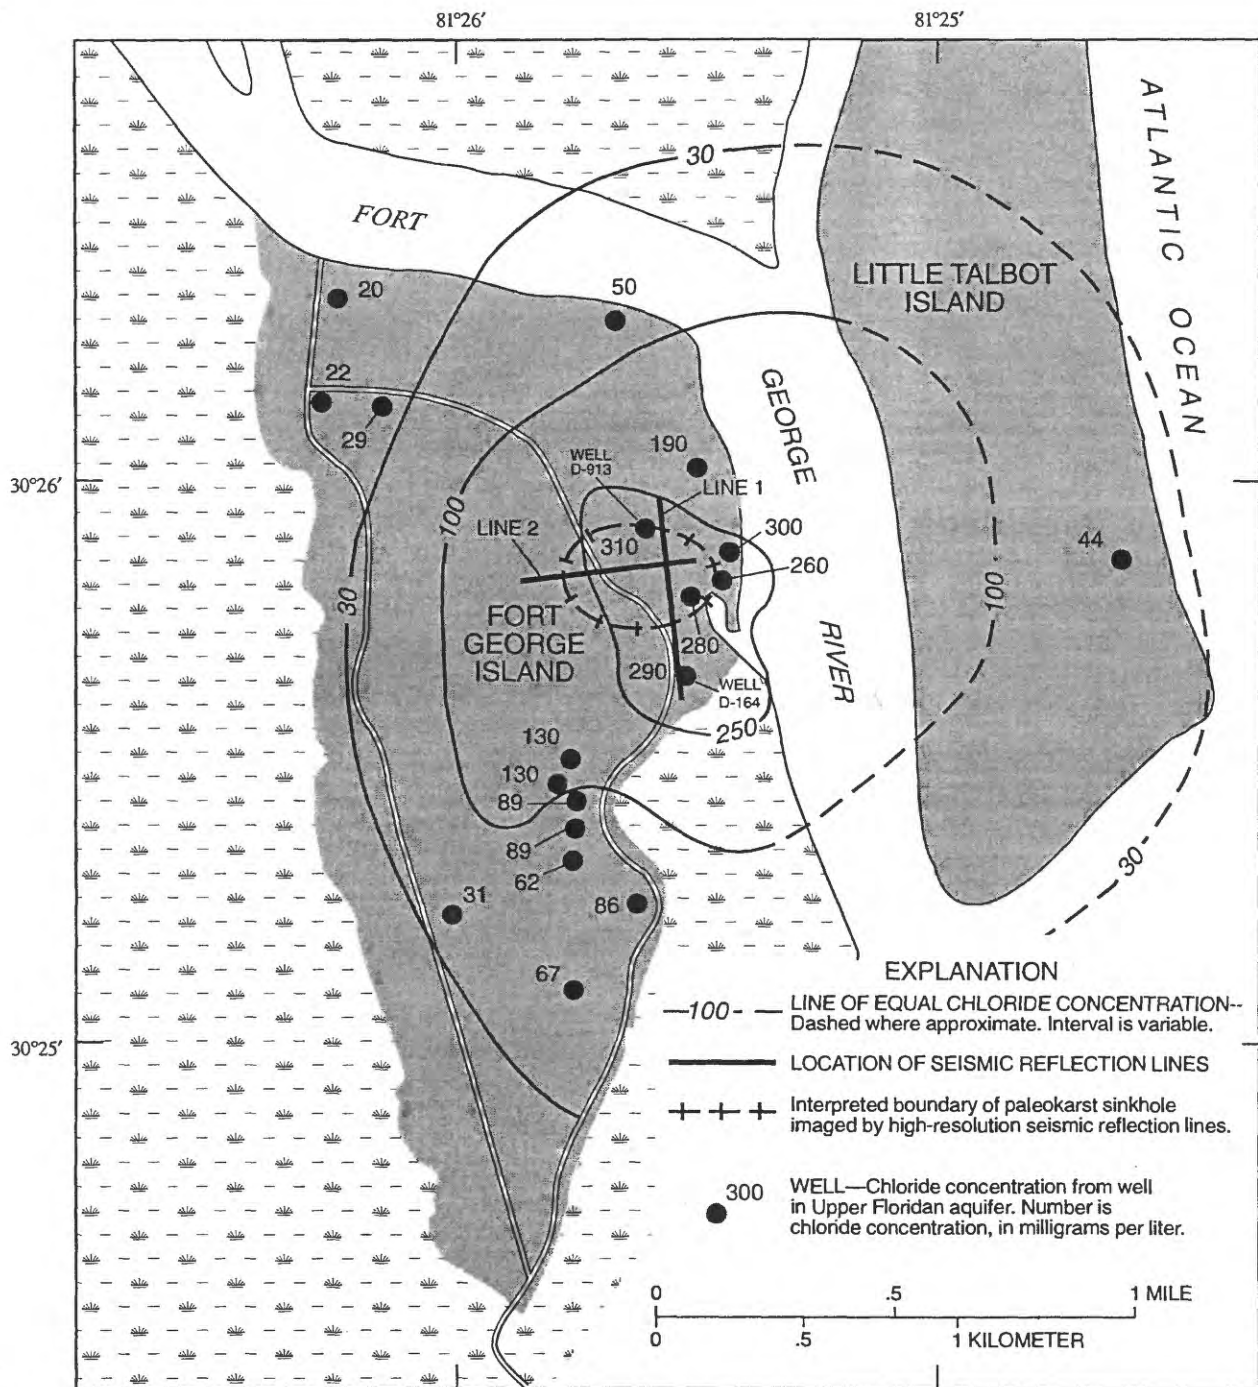 81°26′ 81°25′
ATLANTIC OCEAN
30
FORT
LITTLE TALBOT
ISLAND
20
50
22
GEORGE
29
190
WELL
D-913
30°26′
100
LINE 1
LINE 2
310
300
44
260
30
100
FORT
GEORGE
ISLAND
280
RIVER
290
WELL
D-164
250
130
130
89
89
62
30
31
86
67
EXPLANATION
100 LINE OF EQUAL CHLORIDE CONCENTRATION--
Dashed where approximate. Interval is variable.
30°25′
LOCATION OF SEISMIC REFLECTION LINES
Interpreted boundary of paleokarst sinkhole
imaged by high-resolution seismic reflection lines.
300 WELL—Chloride concentration from well
in Upper Floridan aquifer. Number is
chloride concentration, in milligrams per liter.
0 .5 1 MILE
0 .5 1 KILOMETER